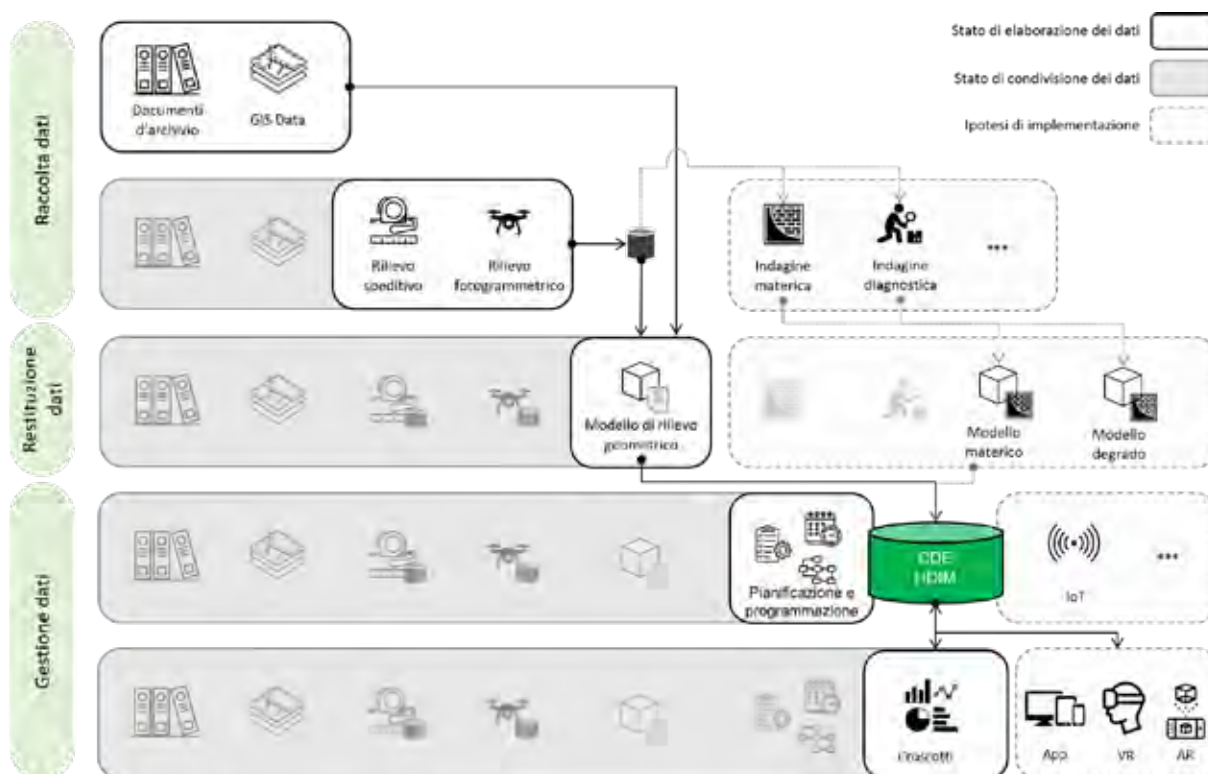 Stato di elaborazione dei dati
Stato di condivisione dei dati
Ipotesi di implementazione
Raccolta dati
Documenti
d'archivio
GIS Data
Rilievo
speditivo
Rilievo
fotogrammetrico
Indagine
materica
Indagine
diagnostica
...
Restituzione
dati
Modello di rilievo
geometrico
Modello
materico
Modello
degrado
Gestione dati
Pianificazione e
programmazione
CDE
IoT
...
Cruscotti
App
VR
AR